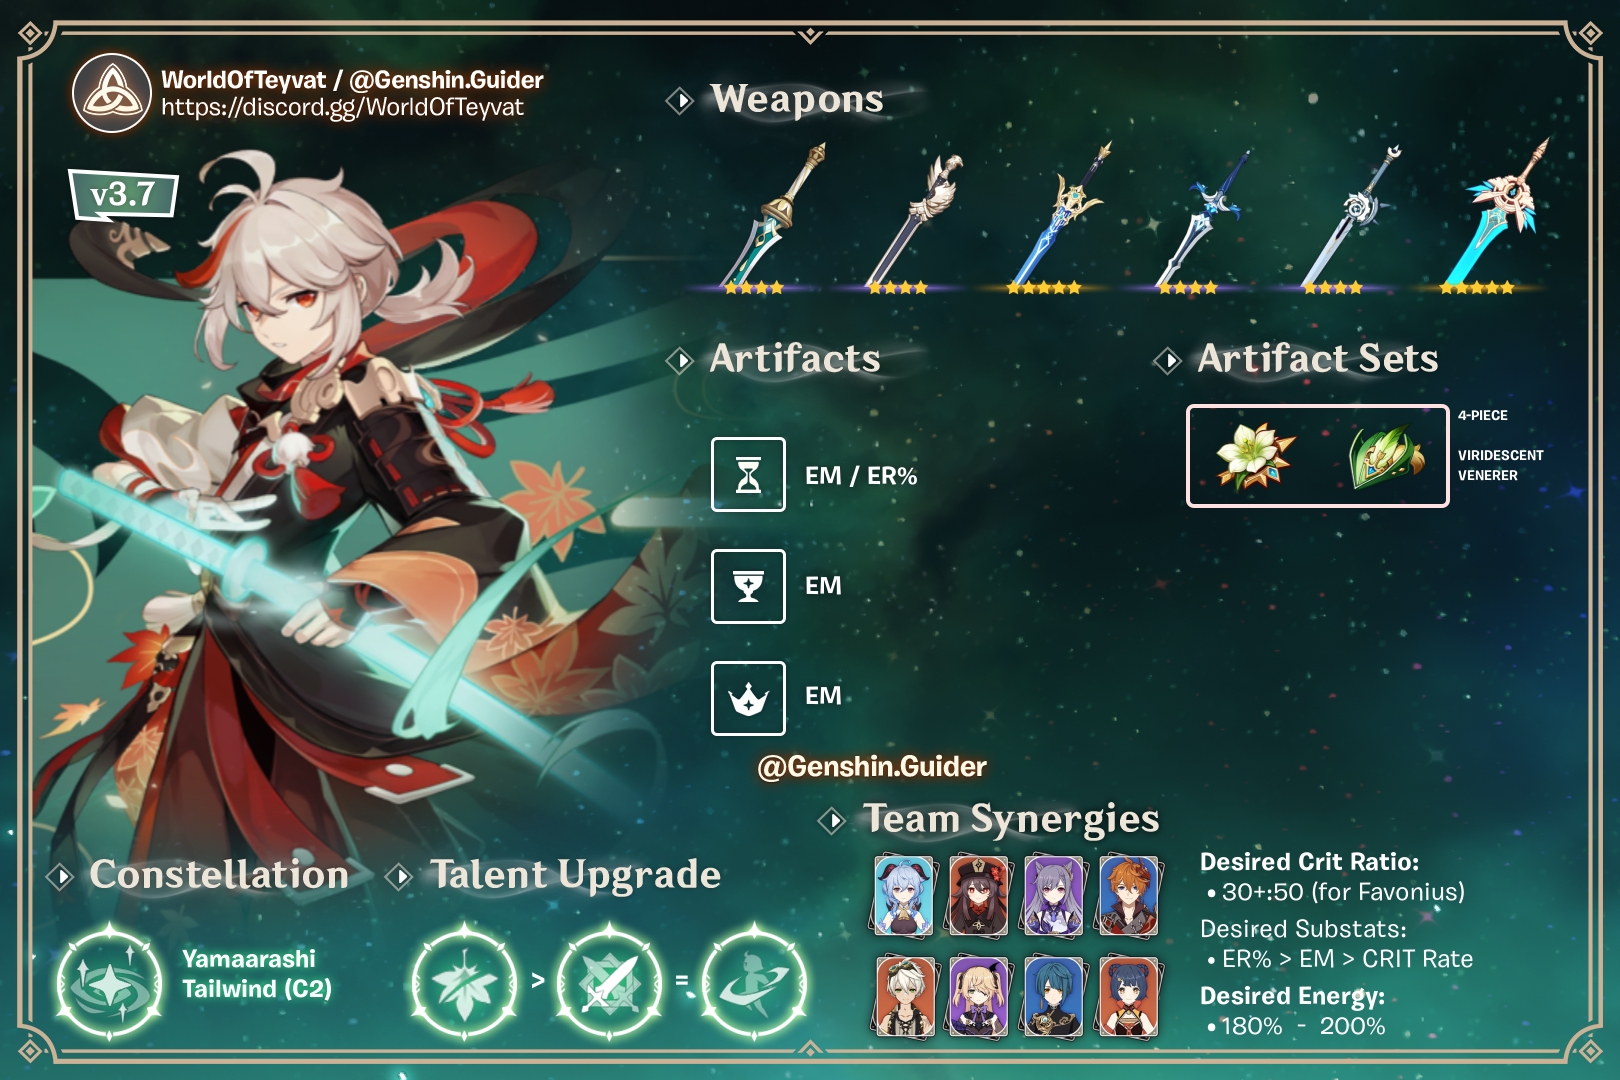 WorldOfTeyvat / @Genshin.Guider
https://discord.gg/WorldOfTeyvat
v3.7
Weapons
Artifacts
EM / ER%
EM
EM
Artifact Sets
4-PIECE
VIRIDESCENT
VENERER
@Genshin.Guider
Constellation
Yamaarashi
Tailwind (C2)
Talent Upgrade
> =
Team Synergies
Desired Crit Ratio:
• 30+:50 (for Favonius)
Desired Substats:
• ER% > EM > CRIT Rate
Desired Energy:
• 180% - 200%